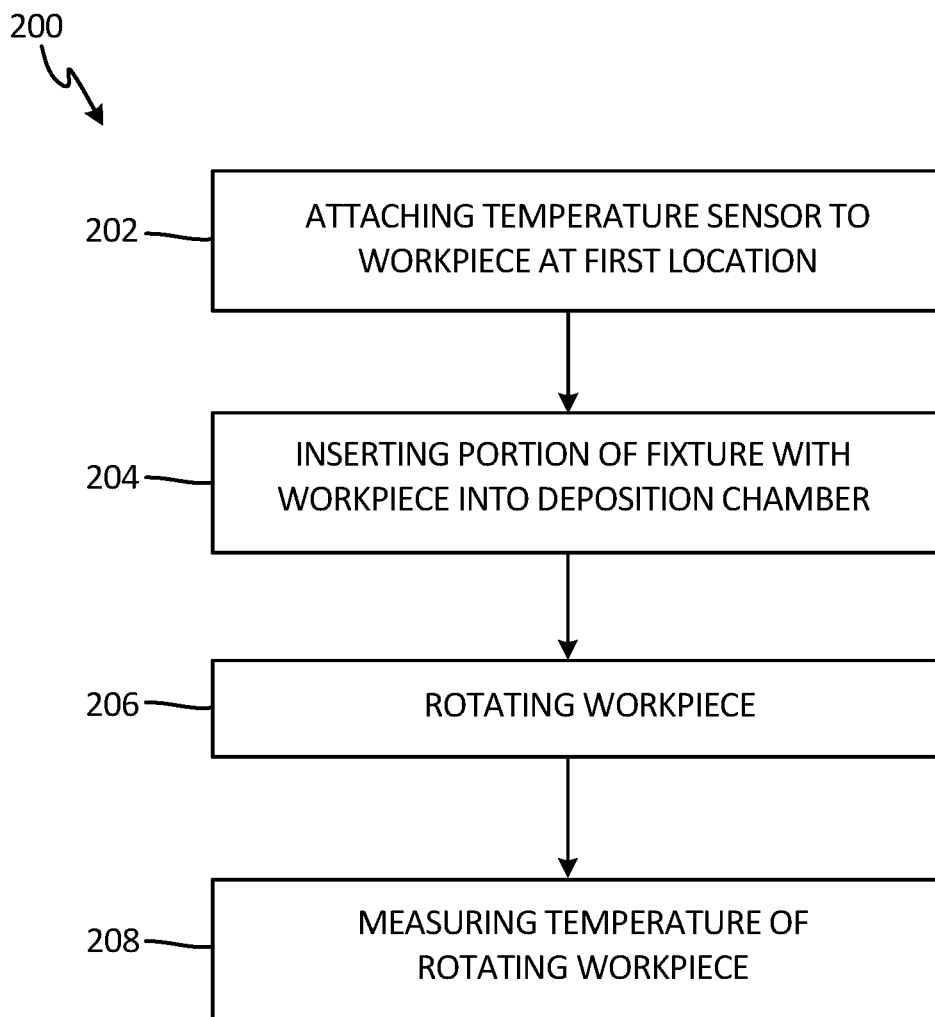 200
202
ATTACHING TEMPERATURE SENSOR TO
WORKPIECE AT FIRST LOCATION
204
INSERTING PORTION OF FIXTURE WITH
WORKPIECE INTO DEPOSITION CHAMBER
206
ROTATING WORKPIECE
208
MEASURING TEMPERATURE OF
ROTATING WORKPIECE